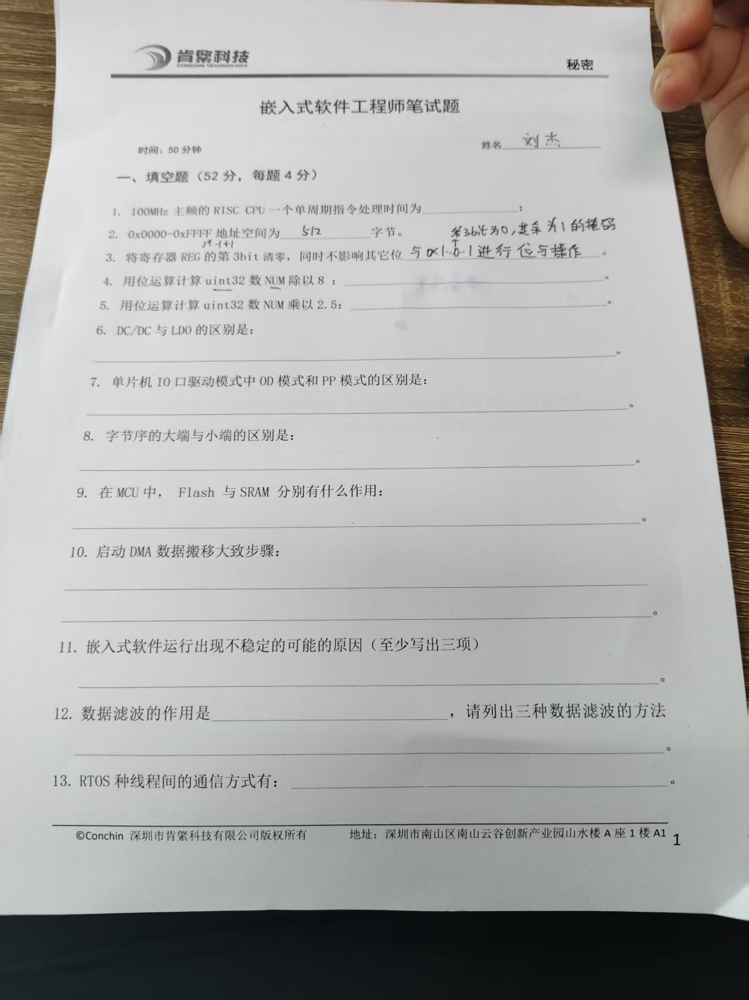 肯綮科技
CONCHIN TECHNOLOGY
秘密
嵌入式软件工程师笔试题
时间：50 分钟
姓名 刘杰
一、填空题（52 分，每题 4 分）
1. 100MHz 主频的 RISC CPU 一个单周期指令处理时间为；
2. 0x0000-0xFFFF 地址空间为 512 字节。
第3bit为0,其余为1的掩码
2^9-1+1
3. 将寄存器 REG 的第 3bit 清零，同时不影响其它位 与0x1··0··1进行位与操作。
4. 用位运算计算 uint32 数 NUM 除以 8 ：。
5. 用位运算计算 uint32 数 NUM 乘以 2.5：。
6. DC/DC 与 LDO 的区别是：
。
7. 单片机 IO 口驱动模式中 OD 模式和 PP 模式的区别是：
。
8. 字节序的大端与小端的区别是：
。
9. 在 MCU 中， Flash 与 SRAM 分别有什么作用：
。
10. 启动 DMA 数据搬移大致步骤：
。
11. 嵌入式软件运行出现不稳定的可能的原因（至少写出三项）
。
12. 数据滤波的作用是，请列出三种数据滤波的方法
。
13. RTOS 种线程间的通信方式有：。
©Conchin 深圳市肯綮科技有限公司版权所有 地址：深圳市南山区南山云谷创新产业园山水楼 A 座 1 楼 A1 1